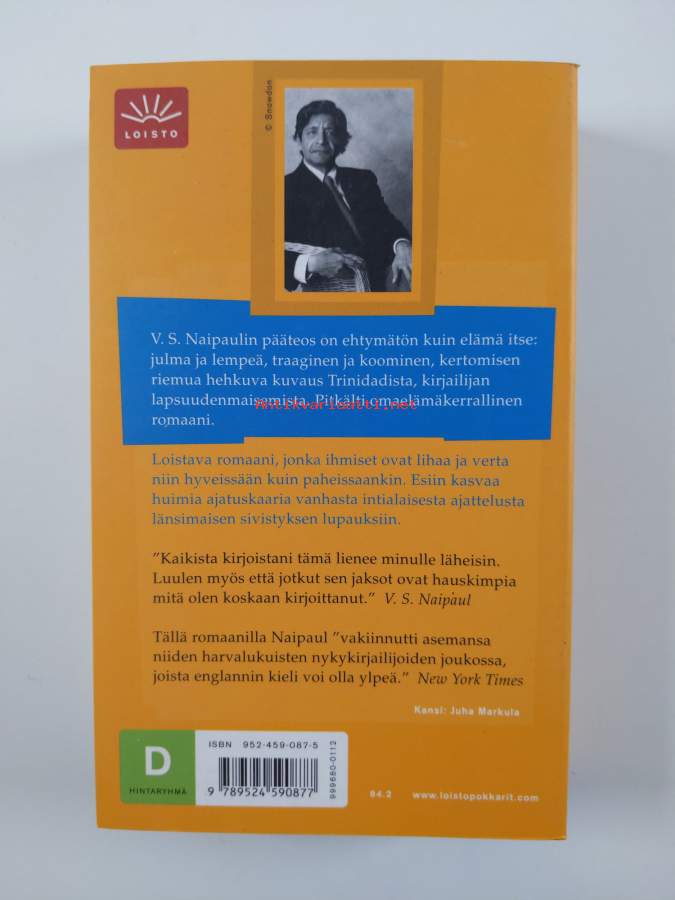 © Snowdon
LOISTO
V. S. Naipaulin pääteos on ehtymätön kuin elämä itse:
julma ja lempeä, traaginen ja koominen, kertomisen
riemua hehkuva kuvaus Trinidadista, kirjailijan
lapsuudenmaisemista. Pitkälti omaelämäkerrallinen
romaani.
Antikvariaatti.net
Loistava romaani, jonka ihmiset ovat lihaa ja verta
niin hyveissään kuin paheissaankin. Esiin kasvaa
huimia ajatuskaaria vanhasta intialaisesta ajattelusta
länsimaisen sivistyksen lupauksiin.
”Kaikista kirjoistani tämä lienee minulle läheisin.
Luulen myös että jotkut sen jaksot ovat hauskimpia
mitä olen koskaan kirjoittanut.” V. S. Naipaul
Tällä romaanilla Naipaul ”vakiinnutti asemansa
niiden harvalukuisten nykykirjailijoiden joukossa,
joista englannin kieli voi olla ylpeä.” New York Times
Kansi: Juha Markula
D
HINTARYHMÄ
ISBN 952-459-087-5
9 789524 590877
999680-0112
84.2 www.loistopokkarit.com